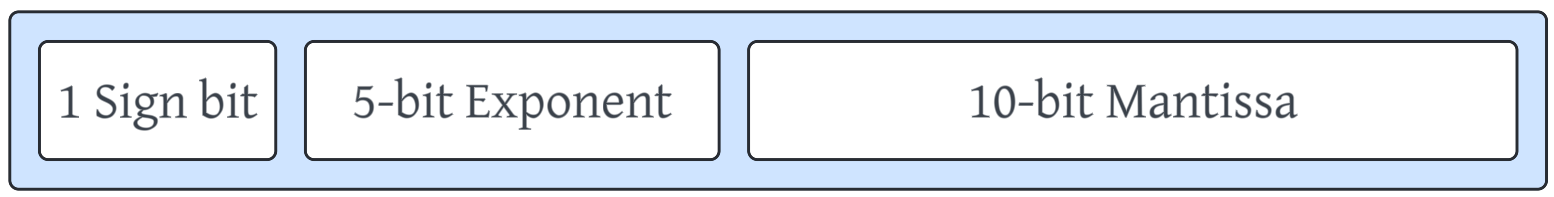 1 Sign bit
5-bit Exponent
10-bit Mantissa